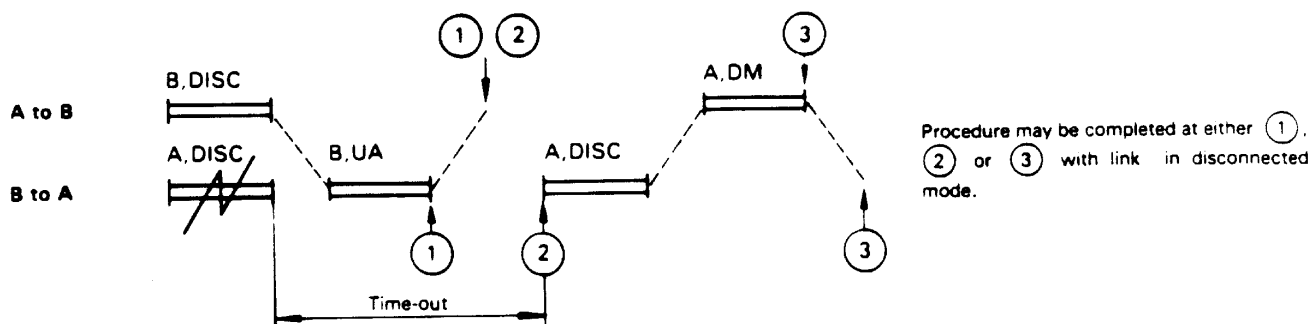 1 2
3
B,DISC
A,DM
A to B
Procedure may be completed at either 1,
A,DISC
B,UA
A,DISC
2 or 3 with link in disconnected
B to A
mode.
1
2
3
Time-out